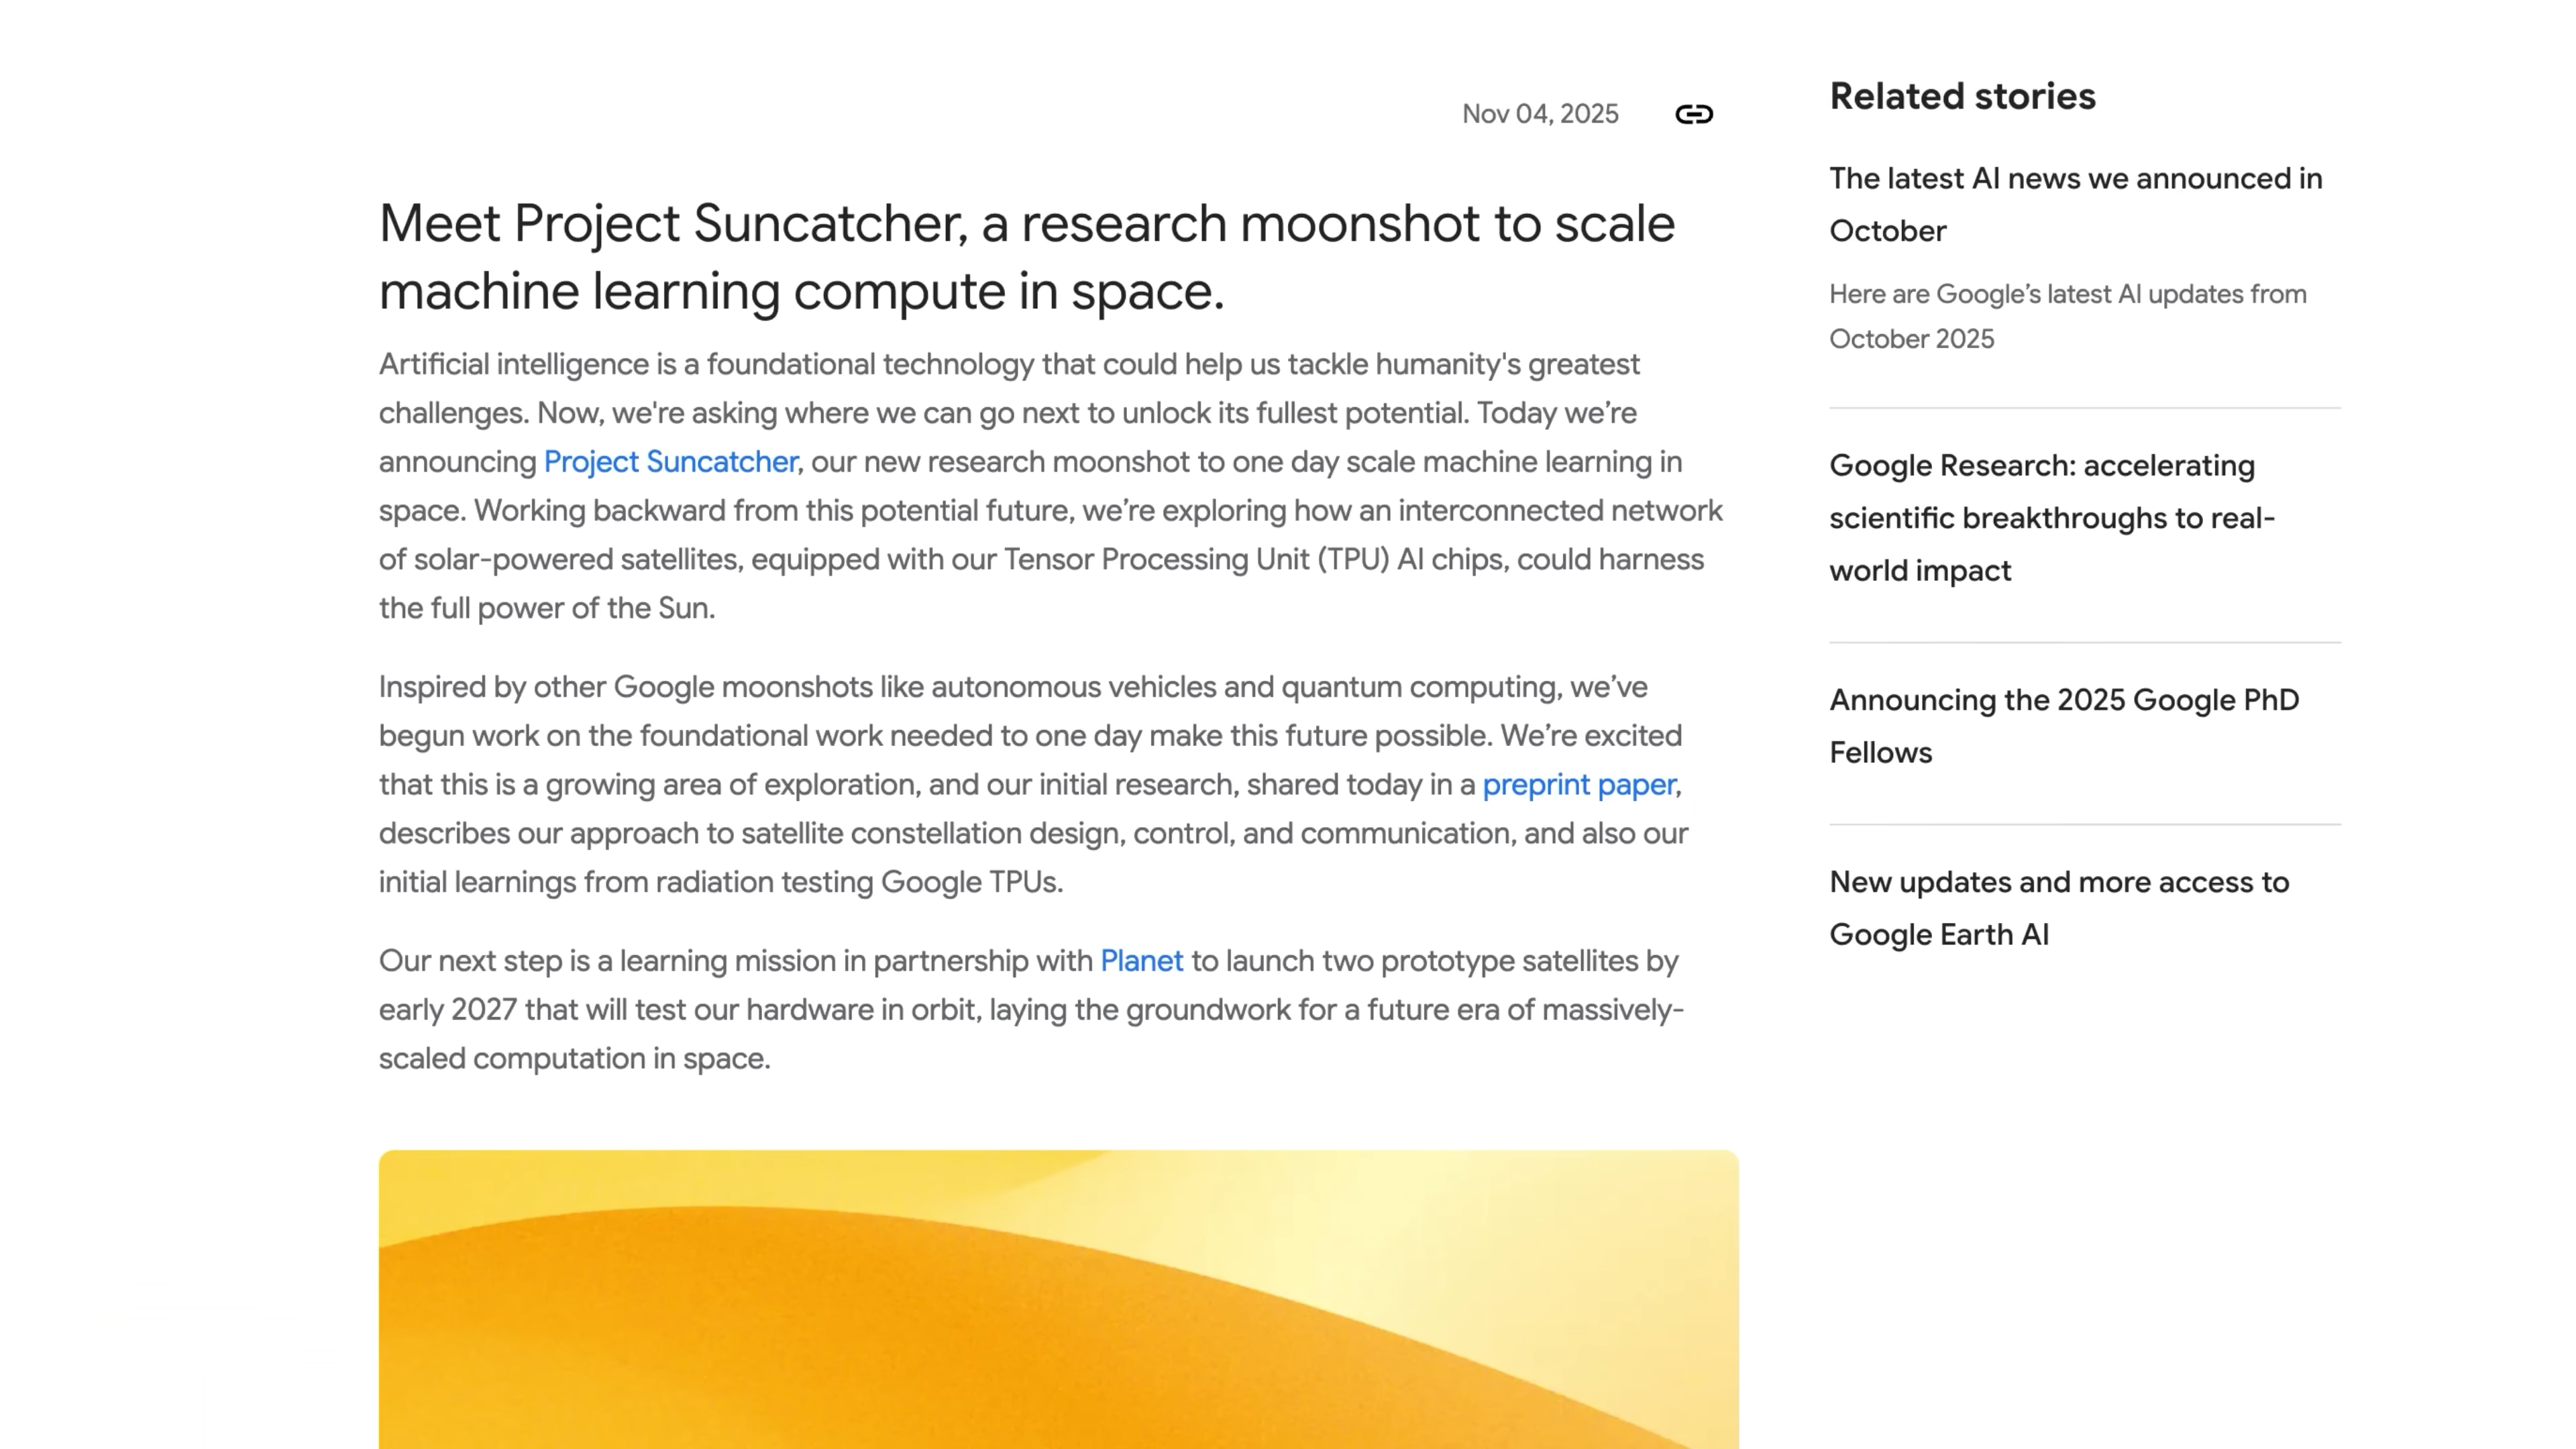 Nov 04, 2025
Meet Project Suncatcher, a research moonshot to scale
machine learning compute in space.
Artificial intelligence is a foundational technology that could help us tackle humanity's greatest
challenges. Now, we're asking where we can go next to unlock its fullest potential. Today we’re
announcing Project Suncatcher, our new research moonshot to one day scale machine learning in
space. Working backward from this potential future, we’re exploring how an interconnected network
of solar-powered satellites, equipped with our Tensor Processing Unit (TPU) AI chips, could harness
the full power of the Sun.
Inspired by other Google moonshots like autonomous vehicles and quantum computing, we’ve
begun work on the foundational work needed to one day make this future possible. We’re excited
that this is a growing area of exploration, and our initial research, shared today in a preprint paper,
describes our approach to satellite constellation design, control, and communication, and also our
initial learnings from radiation testing Google TPUs.
Our next step is a learning mission in partnership with Planet to launch two prototype satellites by
early 2027 that will test our hardware in orbit, laying the groundwork for a future era of massively-
scaled computation in space.
Related stories
The latest AI news we announced in
October
Here are Google’s latest AI updates from
October 2025
Google Research: accelerating
scientific breakthroughs to real-
world impact
Announcing the 2025 Google PhD
Fellows
New updates and more access to
Google Earth AI